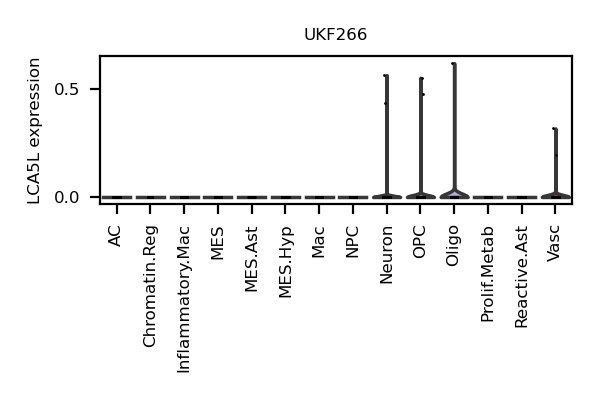 UKF266
LCA5L expression
0.5
0.0
AC
Chromatin.Reg
Inflammatory.Mac
MES
MES.Ast
MES.Hyp
Mac
NPC
Neuron
OPC
Oligo
Prolif.Metab
Reactive.Ast
Vasc